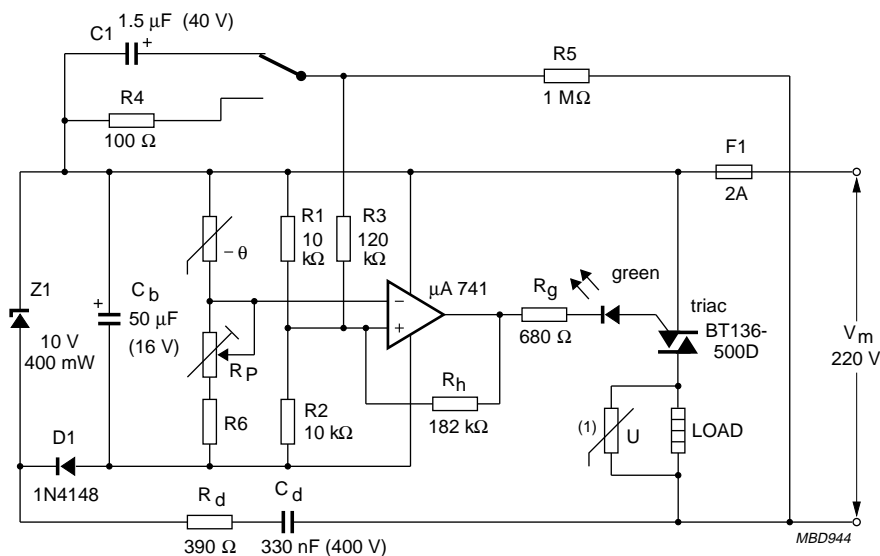 1.5 μF (40 V)
C1
+
R4
100 Ω
R5
1 MΩ
F1
2A
R1
10
kΩ
R3
120
kΩ
−θ
Z1
10 V
400 mW
+
C b
50 μF
(16 V)
R P
R6
R2
10 kΩ
μA 741
−
+
R h
182 kΩ
R g
680 Ω
green
triac
BT136-
500D
V m
220 V
(1)
U
LOAD
D1
1N4148
R d
390 Ω
C d
330 nF (400 V)
MBD944